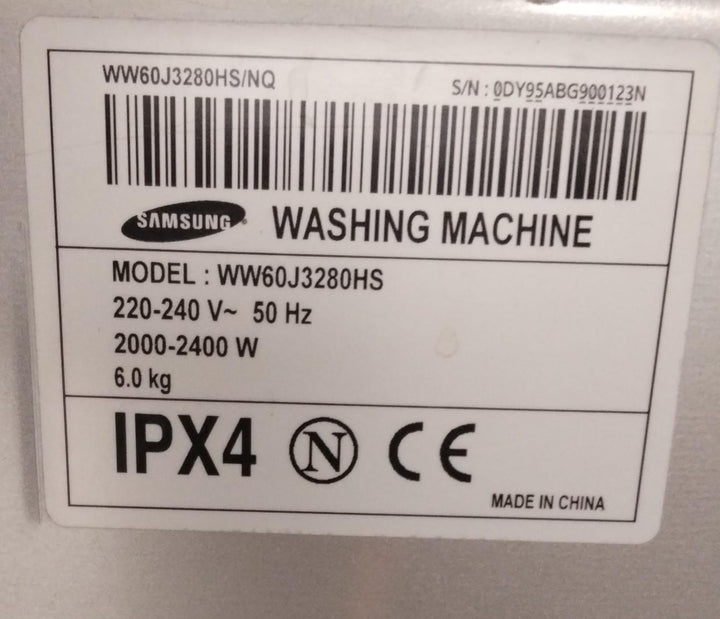 WW60J3280HS/NQ
S/N : 0DY95ABG900123N
SAMSUNG WASHING MACHINE
MODEL : WW60J3280HS
220-240 V~ 50 Hz
2000-2400 W
6.0 kg
IPX4 N CE
MADE IN CHINA